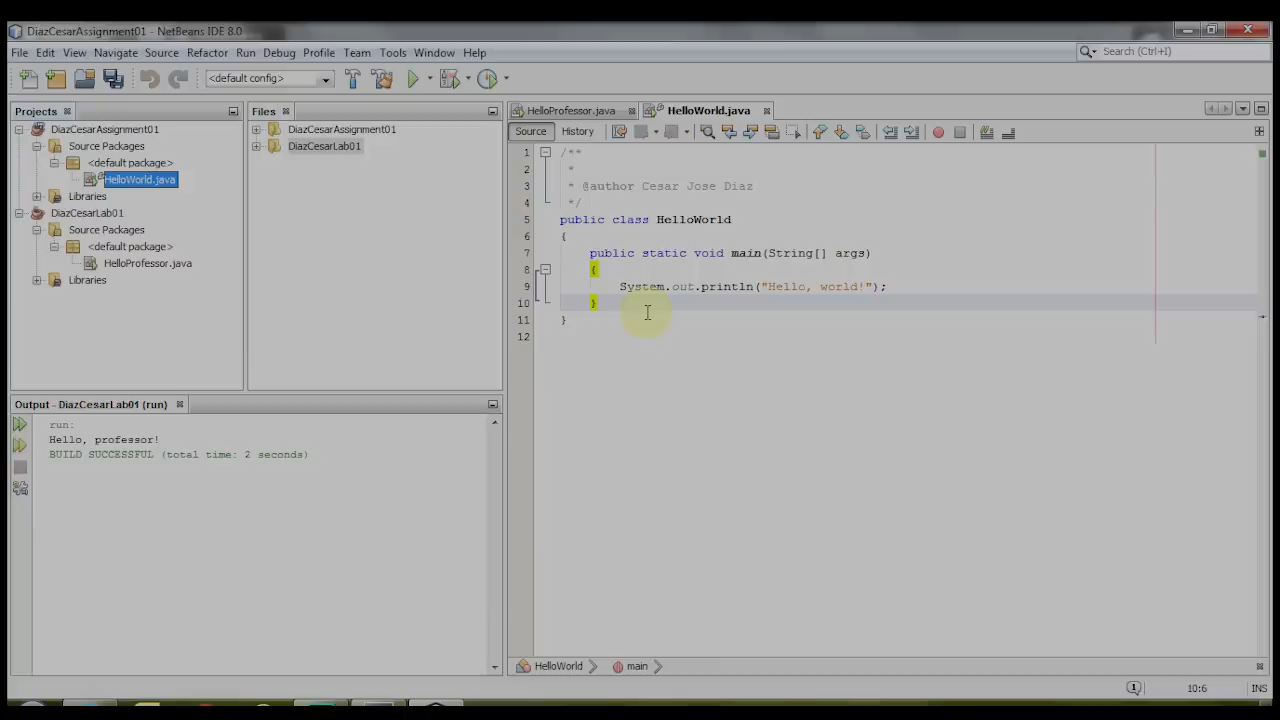 DiazCesarAssignment01 - NetBeans IDE 8.0
File Edit View Navigate Source Refactor Run Debug Profile Team Tools Window Help
Search (Ctrl+I)
<default config>
Projects
DiazCesarAssignment01
Source Packages
<default package>
HelloWorld.java
Libraries
DiazCesarLab01
Source Packages
<default package>
HelloProfessor.java
Libraries
Files
DiazCesarAssignment01
DiazCesarLab01
HelloProfessor.java HelloWorld.java
Source History
1 /**
2 *
3 * @author Cesar Jose Diaz
4 */
5 public class HelloWorld
6 {
7 public static void main(String[] args)
8 {
9 System.out.println("Hello, world!");
10 }
11 }
12
Output - DiazCesarLab01 (run)
run:
Hello, professor!
BUILD SUCCESSFUL (total time: 2 seconds)
HelloWorld main
1 10:6 INS